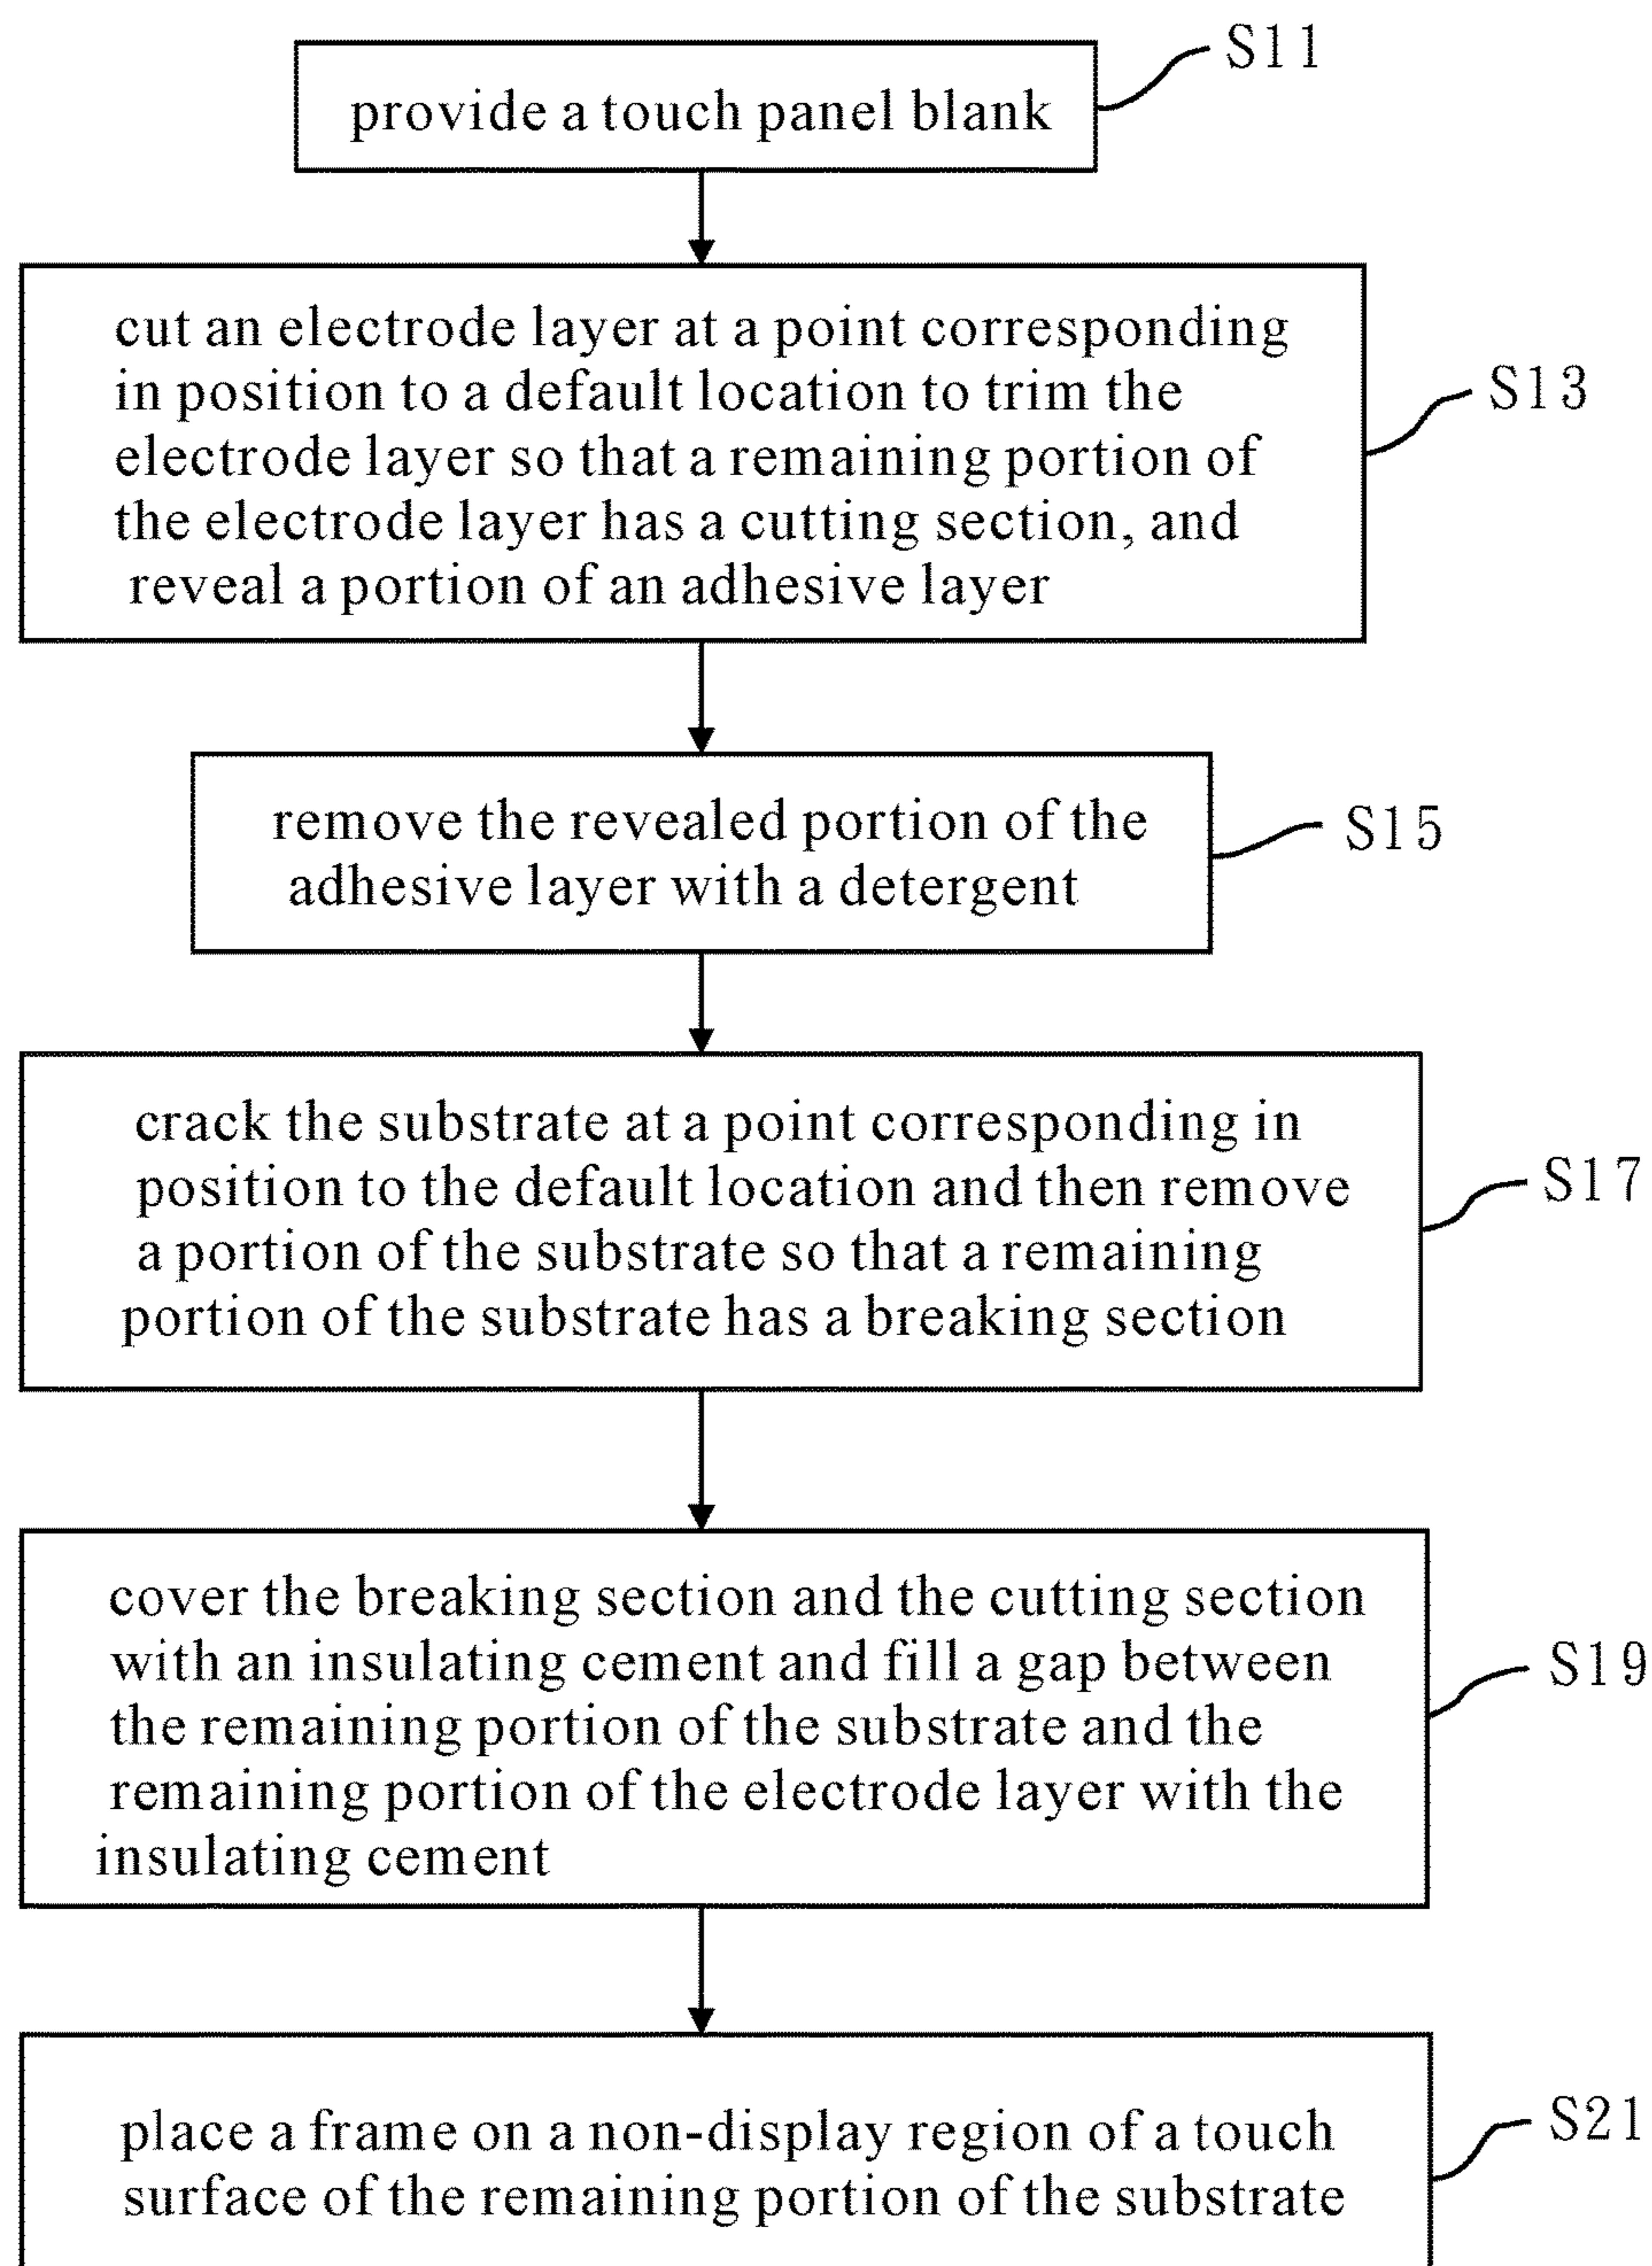 S11
provide a touch panel blank
cut an electrode layer at a point corresponding
in position to a default location to trim the
electrode layer so that a remaining portion of
the electrode layer has a cutting section, and
reveal a portion of an adhesive layer
S13
remove the revealed portion of the
adhesive layer with a detergent
S15
crack the substrate at a point corresponding in
position to the default location and then remove
a portion of the substrate so that a remaining
portion of the substrate has a breaking section
S17
cover the breaking section and the cutting section
with an insulating cement and fill a gap between
the remaining portion of the substrate and the
remaining portion of the electrode layer with the
insulating cement
S19
place a frame on a non-display region of a touch
surface of the remaining portion of the substrate
S21